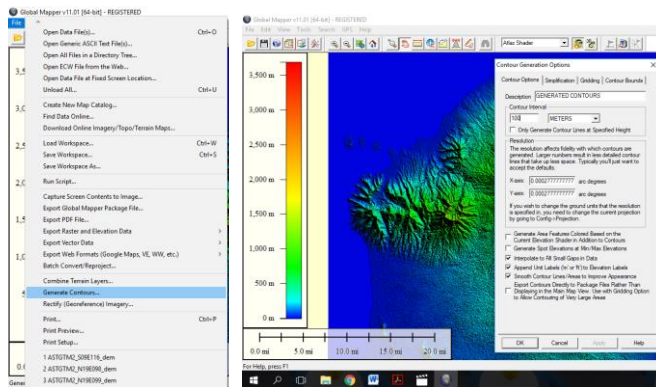 Global Mapper v11.01 [64-bit] - REGISTERED
File
Open Data File(s)... Ctrl+O
Open Generic ASCII Text File(s)...
Open All Files in a Directory Tree...
Open ECW File from the Web...
Open Data File at Fixed Screen Location...
Unload All... Ctrl+U
Create New Map Catalog...
Find Data Online...
Download Online Imagery/Topo/Terrain Maps...
Load Workspace... Ctrl+W
Save Workspace... Ctrl+S
Save Workspace As...
Run Script...
Capture Screen Contents to Image...
Export Global Mapper Package File...
Export PDF File...
Export Raster and Elevation Data
Export Vector Data
Export Web Formats (Google Maps, VE, WW, etc.)
Batch Convert/Reproject...
Combine Terrain Layers...
Generate Contours...
Rectify (Georeference) Imagery...
Print... Ctrl+P
Print Preview...
Print Setup...
1 ASTGTM2_S09E116_dem
2 ASTGTM2_N19E098_dem
3 ASTGTM2_N19E099_dem
Global Mapper v11.01 [64-bit] - REGISTERED
File Edit View Tools Search GPS Help
Atlas Shader
3,500 m
3,000 m
2,500 m
2,000 m
1,500 m
1,000 m
500 m
0 m
0.0 mi 5.0 mi 10.0 mi 15.0 mi 20.0 mi
For Help, press F1
Contour Generation Options
Contour Options Simplification Gridding Contour Bounds
Description GENERATED CONTOURS
Contour Interval
100 METERS
Only Generate Contour Lines at Specified Height
Resolution
The resolution affects fidelity with which contours are
generated. Larger numbers result in less detailed contour
lines that take up less space. Typically you'll just want to
accept the defaults.
X-axis: 0.0002777777777 arc degrees
Y-axis: 0.0002777777777 arc degrees
If you wish to change the ground units that the resolution
is specified in, you need to change the current projection
by going to Config->Projection.
Generate Area Features Colored Based on the
Current Elevation Shader in Addition to Contours
Generate Spot Elevations at Min/Max Elevations
Interpolate to Fill Small Gaps in Data
Append Unit Labels ('m' or 'ft') to Elevation Labels
Smooth Contour Lines/Areas to Improve Appearance
Export Contours Directly to Package Files Rather Than
Displaying in the Main Map View. Use with Gridding Option
to Allow Contouring of Very Large Areas
OK Cancel Apply Help